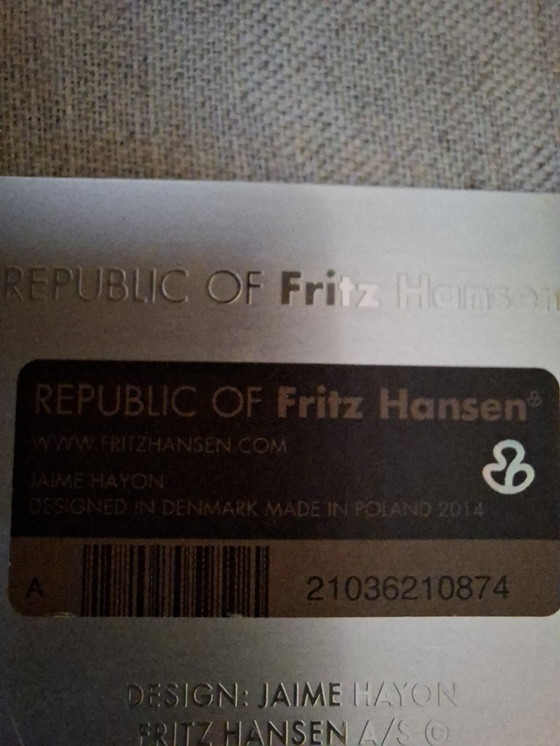 REPUBLIC OF Fritz Hansen
REPUBLIC OF Fritz Hansen®
WWW.FRITZHANSEN.COM
JAIME HAYON
DESIGNED IN DENMARK MADE IN POLAND 2014
A 21036210874
DESIGN: JAIME HAYON
FRITZ HANSEN A/S ©